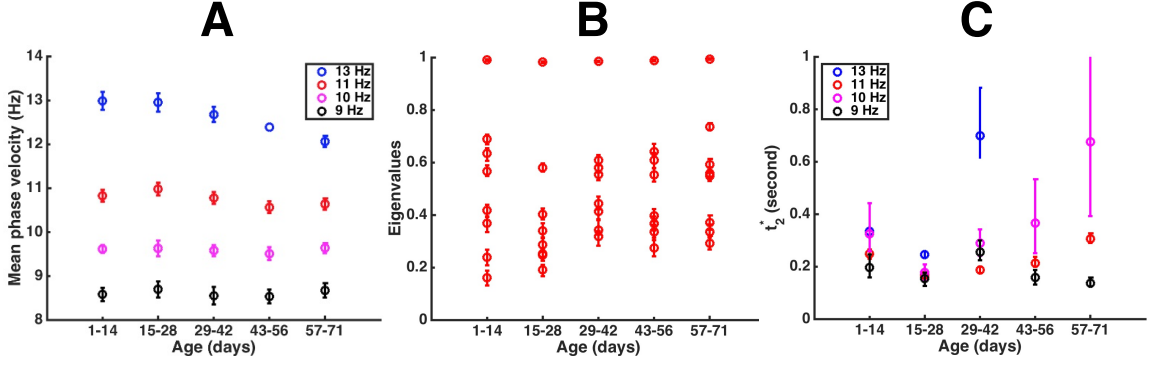 A
B
C
Mean phase velocity (Hz)
14
13
12
11
10
9
8
13 Hz
11 Hz
10 Hz
9 Hz
1-14
15-28
29-42
43-56
57-71
Age (days)
Eigenvalues
1
0.8
0.6
0.4
0.2
0
1-14
15-28
29-42
43-56
57-71
Age (days)
t*2 (second)
1
0.8
0.6
0.4
0.2
0
13 Hz
11 Hz
10 Hz
9 Hz
1-14
15-28
29-42
43-56
57-71
Age (days)